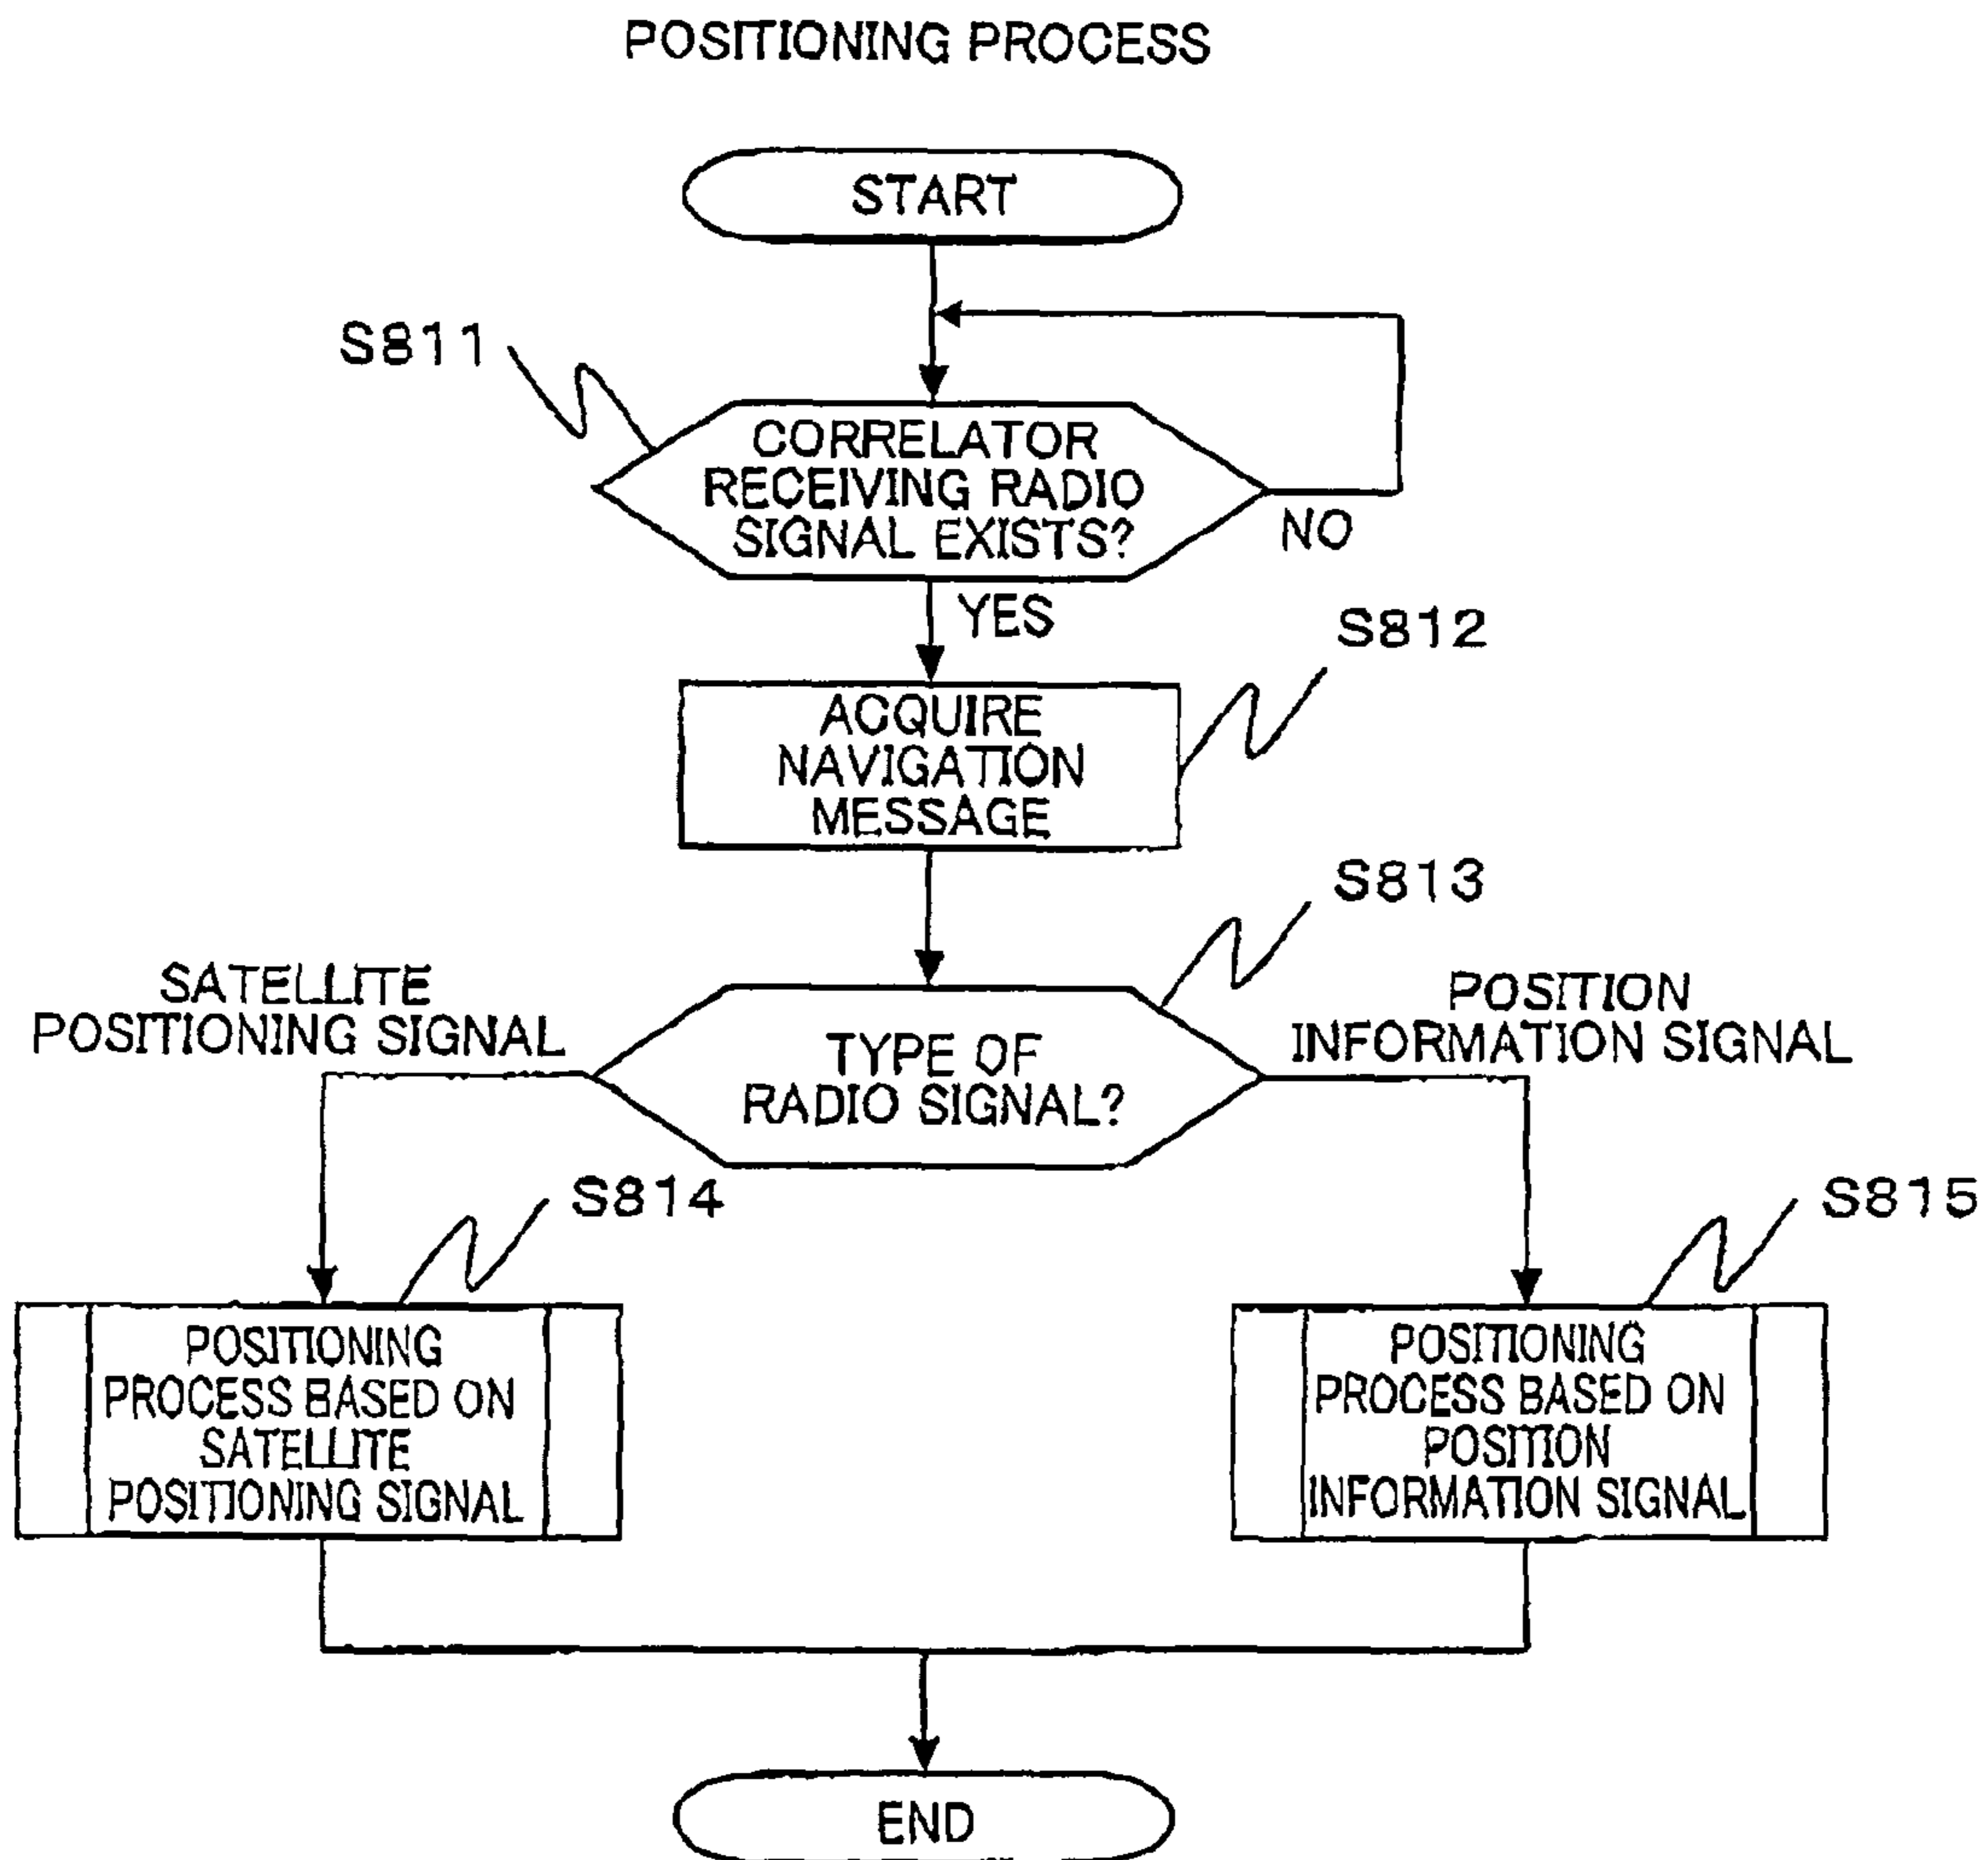 POSITIONING PROCESS
START
S811
CORRELATOR
RECEIVING RADIO
SIGNAL EXISTS?
NO
YES
S812
ACQUIRE
NAVIGATION
MESSAGE
S813
SATELLITE
POSITIONING SIGNAL
TYPE OF
RADIO SIGNAL?
POSITION
INFORMATION SIGNAL
S814
POSITIONING
PROCESS BASED ON
SATELLITE
POSITIONING SIGNAL
S815
POSITIONING
PROCESS BASED ON
POSITION
INFORMATION SIGNAL
END